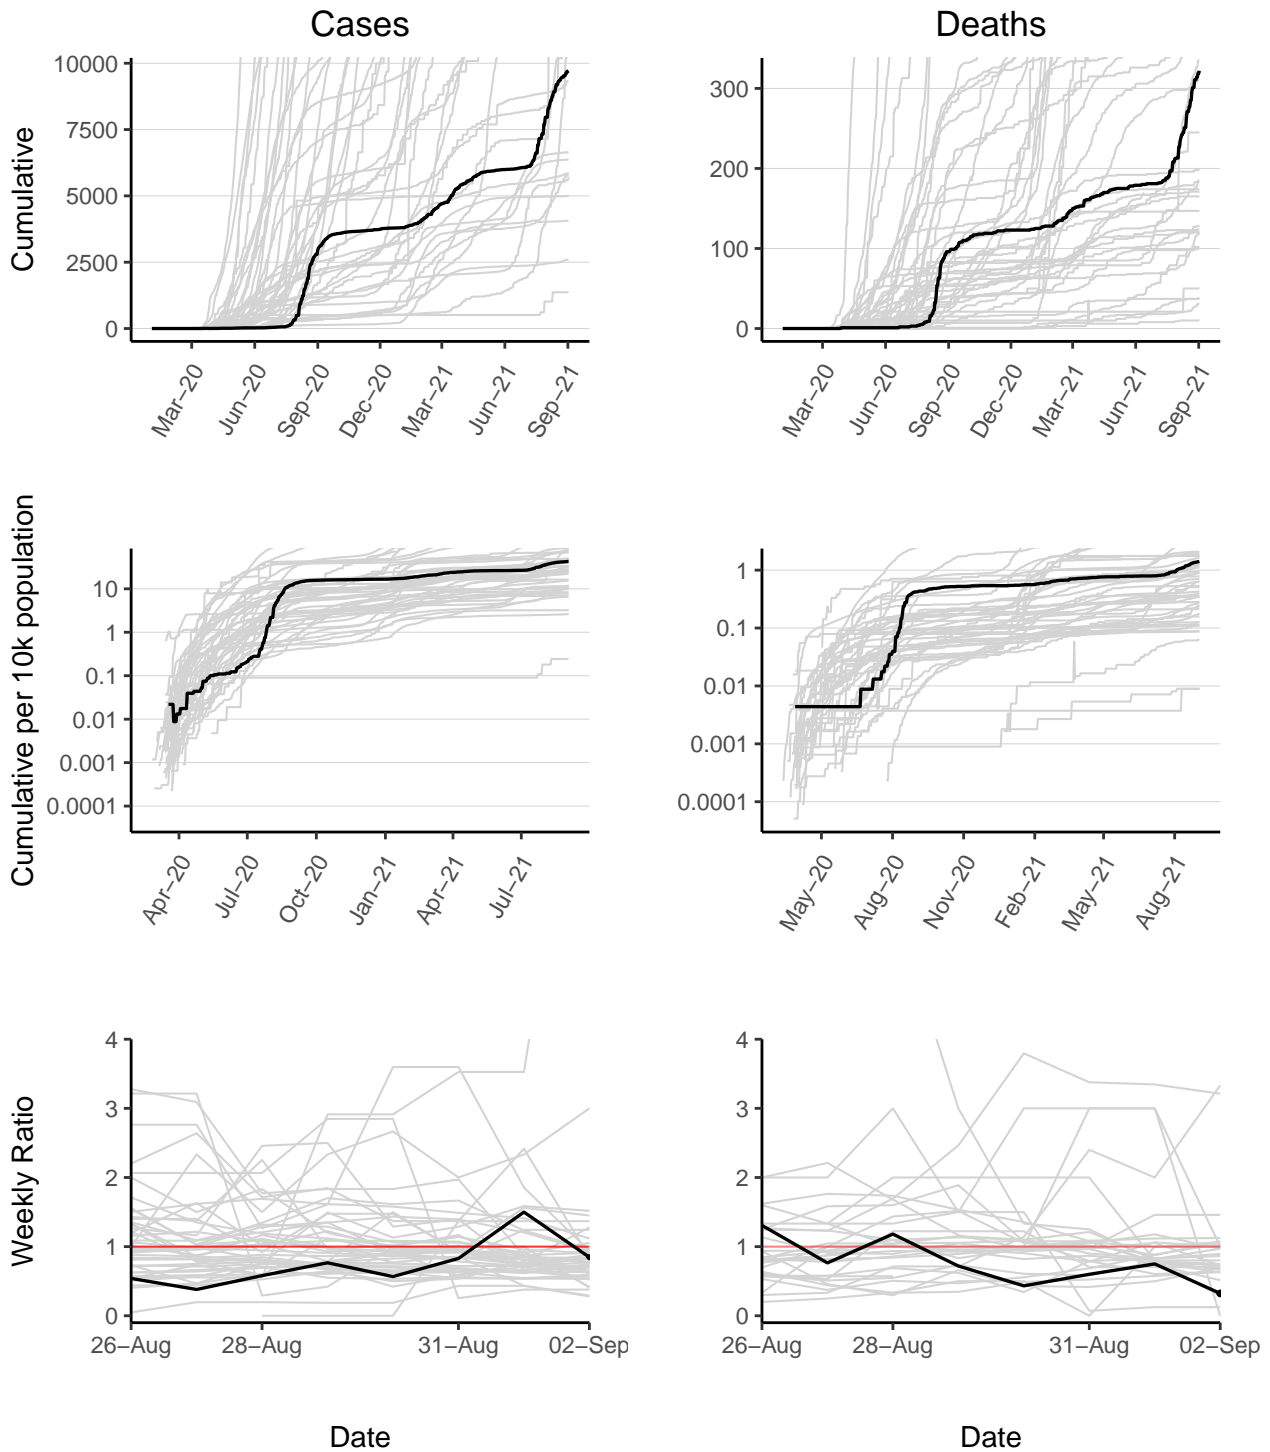 Cases
Deaths
Cumulative
10000
7500
5000
2500
0
Mar–20
Jun–20
Sep–20
Dec–20
Mar–21
Jun–21
Sep–21
300
200
100
0
Mar–20
Jun–20
Sep–20
Dec–20
Mar–21
Jun–21
Sep–21
Cumulative per 10k population
10
1
0.1
0.01
0.001
0.0001
Apr–20
Jul–20
Oct–20
Jan–21
Apr–21
Jul–21
1
0.1
0.01
0.001
0.0001
May–20
Aug–20
Nov–20
Feb–21
May–21
Aug–21
Weekly Ratio
4
3
2
1
0
26–Aug
28–Aug
31–Aug
02–Sep
4
3
2
1
0
26–Aug
28–Aug
31–Aug
02–Sep
Date
Date